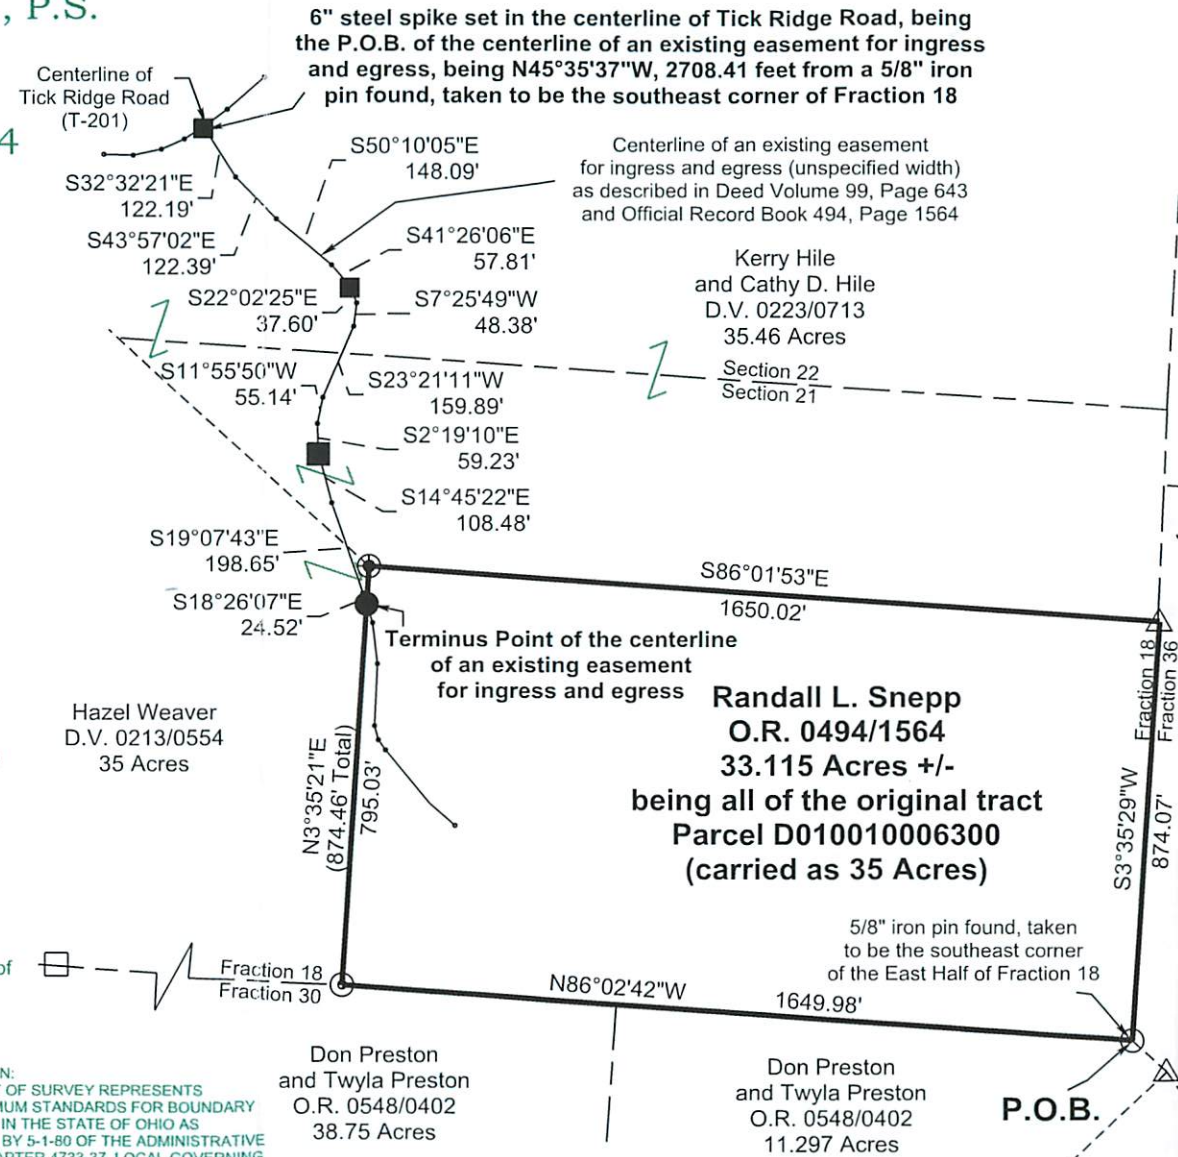 , P.S.
6" steel spike set in the centerline of Tick Ridge Road, being
the P.O.B. of the centerline of an existing easement for ingress
and egress, being N45°35'37"W, 2708.41 feet from a 5/8" iron
pin found, taken to be the southeast corner of Fraction 18
Centerline of
Tick Ridge Road
(T-201)
4
S32°32'21"E
122.19'
S43°57'02"E
122.39'
S50°10'05"E
148.09'
Centerline of an existing easement
for ingress and egress (unspecified width)
as described in Deed Volume 99, Page 643
and Official Record Book 494, Page 1564
S41°26'06"E
57.81'
S22°02'25"E
37.60'
S7°25'49"W
48.38'
Kerry Hile
and Cathy D. Hile
D.V. 0223/0713
35.46 Acres
Section 22
Section 21
S11°55'50"W
55.14'
S23°21'11"W
159.89'
S2°19'10"E
59.23'
S14°45'22"E
108.48'
S19°07'43"E
198.65'
S18°26'07"E
24.52'
S86°01'53"E
1650.02'
Terminus Point of the centerline
of an existing easement
for ingress and egress
Fraction 18
Fraction 36
Hazel Weaver
D.V. 0213/0554
35 Acres
N3°35'21"E
(874.46' Total)
795.03'
Randall L. Snepp
O.R. 0494/1564
33.115 Acres +/-
being all of the original tract
Parcel D010010006300
(carried as 35 Acres)
S3°35'29"W
874.07'
5/8" iron pin found, taken
to be the southeast corner
of the East Half of Fraction 18
of
Fraction 18
Fraction 30
N86°02'42"W
1649.98'
Don Preston
and Twyla Preston
O.R. 0548/0402
38.75 Acres
Don Preston
and Twyla Preston
O.R. 0548/0402
11.297 Acres
P.O.B.
N:
OF SURVEY REPRESENTS
MUM STANDARDS FOR BOUNDARY
IN THE STATE OF OHIO AS
BY 5-1-80 OF THE ADMINISTRATIVE
4733-37. LOCAL GOVERNING